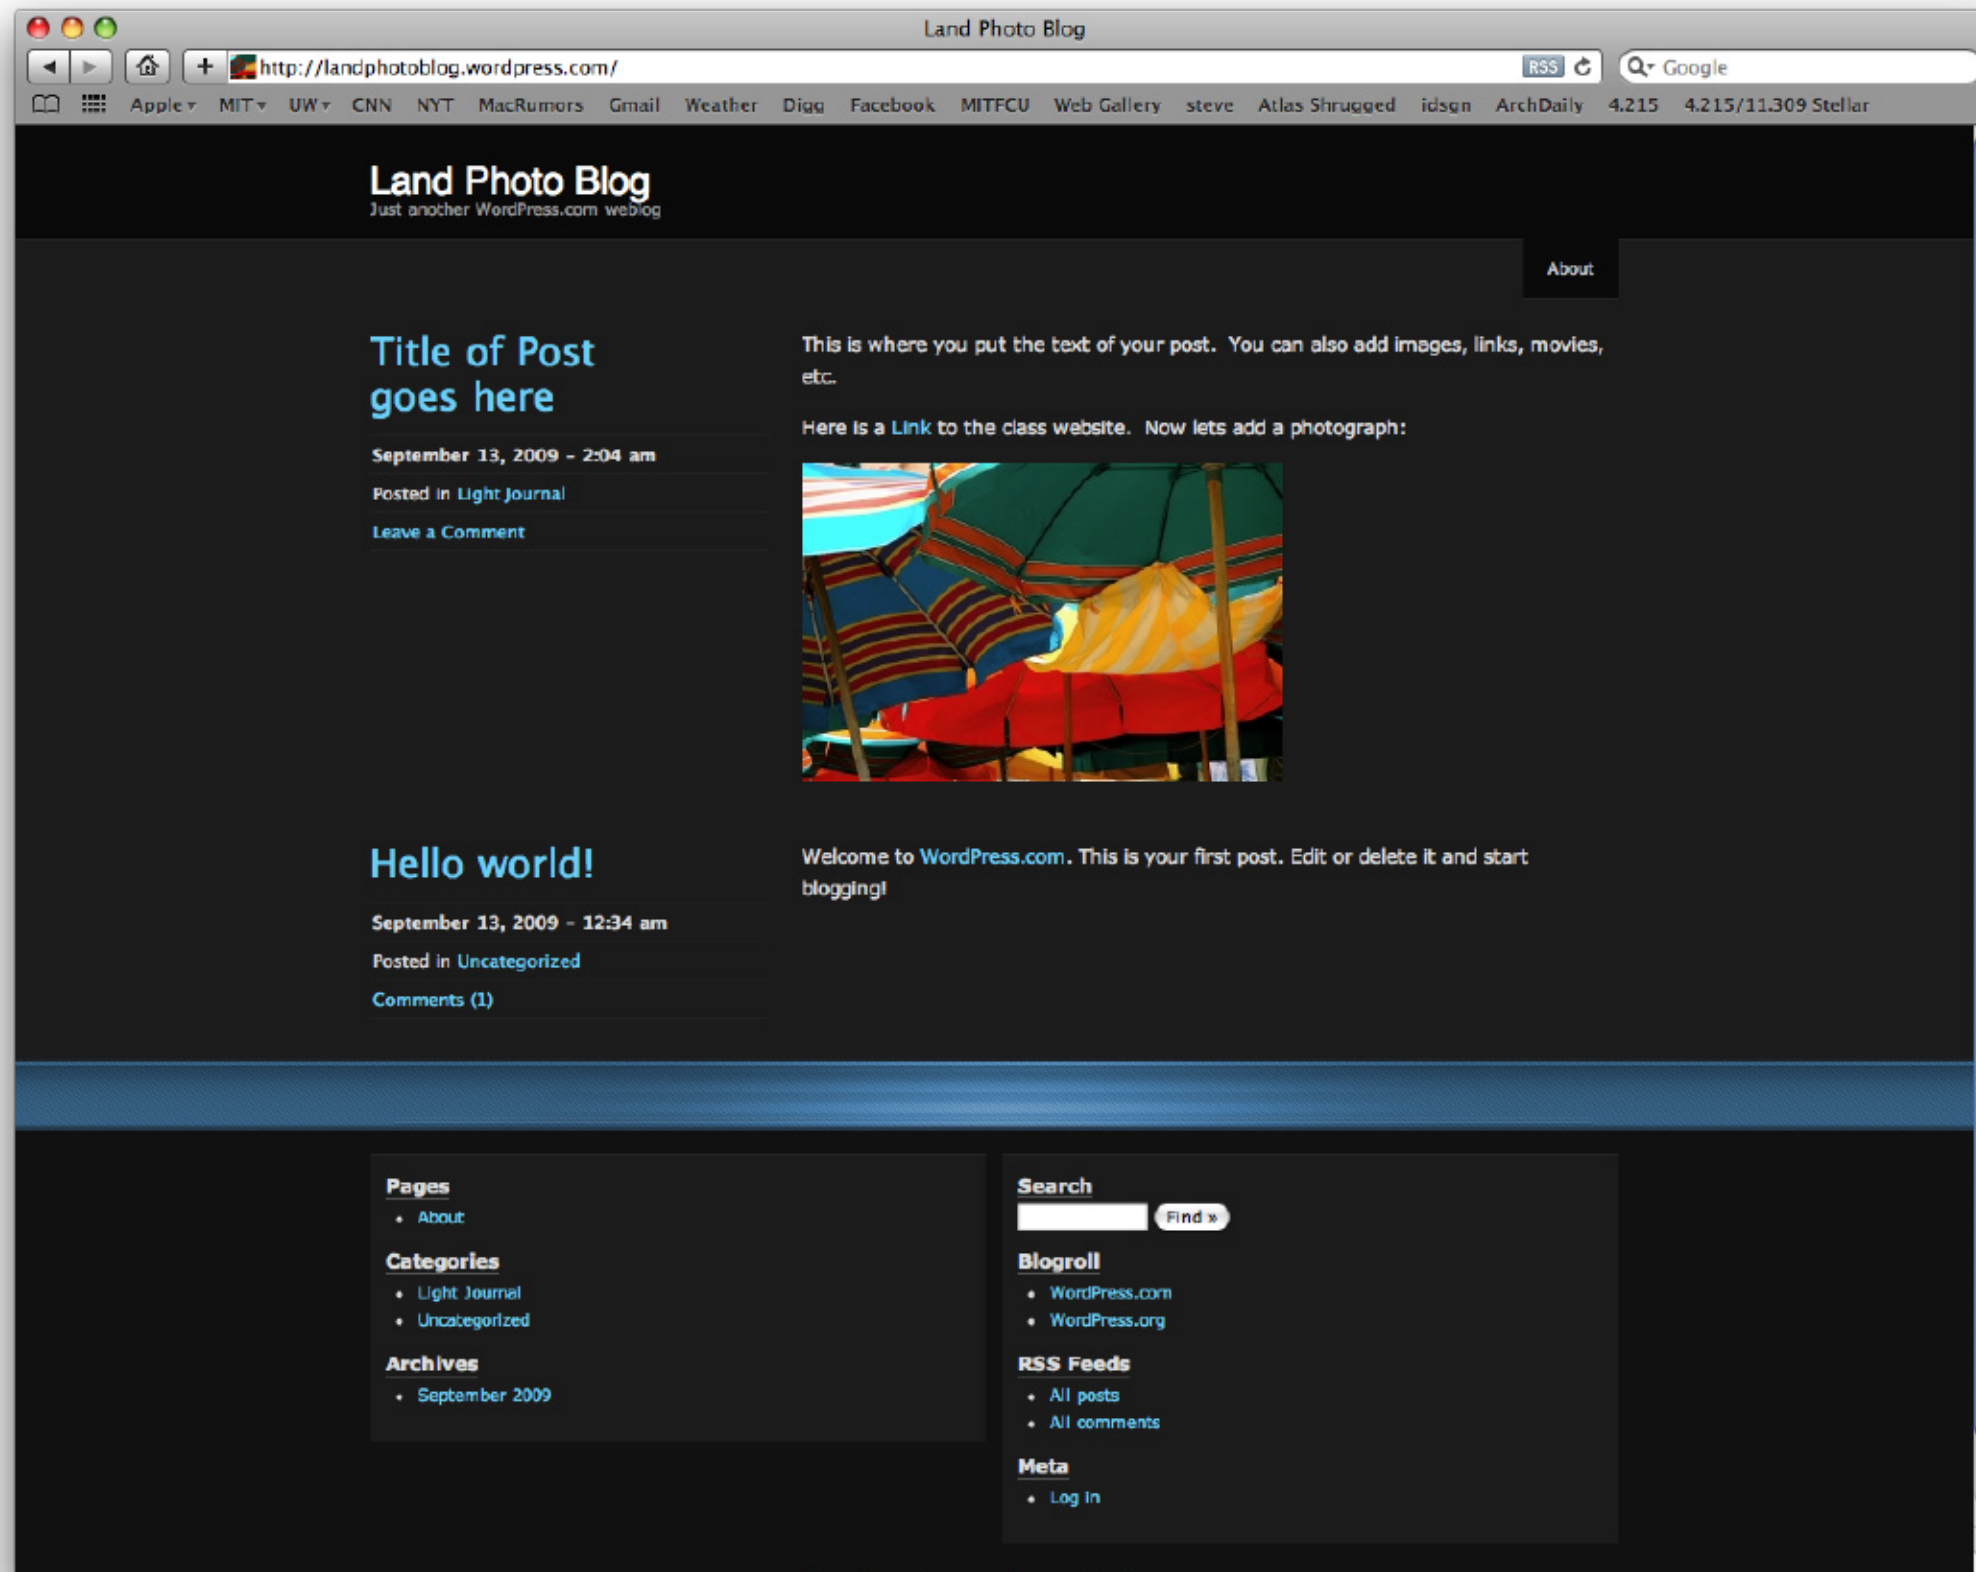 Land Photo Blog
http://landphotoblog.wordpress.com/
RSS
Google
Apple MIT UW CNN NYT MacRumors Gmail Weather Digg Facebook MITFCU Web Gallery steve Atlas Shrugged idsgn ArchDaily 4.215 4.215/11.309 Stellar
Land Photo Blog
Just another WordPress.com weblog
About
Title of Post
goes here
September 13, 2009 – 2:04 am
Posted in Light Journal
Leave a Comment
This is where you put the text of your post. You can also add images, links, movies,
etc.
Here is a Link to the class website. Now lets add a photograph:
Hello world!
September 13, 2009 – 12:34 am
Posted in Uncategorized
Comments (1)
Welcome to WordPress.com. This is your first post. Edit or delete it and start
blogging!
Pages
• About
Categories
• Light Journal
• Uncategorized
Archives
• September 2009
Search
Find »
Blogroll
• WordPress.com
• WordPress.org
RSS Feeds
• All posts
• All comments
Meta
• Log in